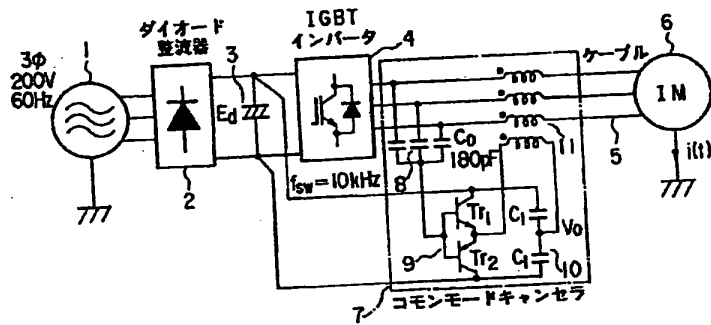 1
3Φ
200V
60Hz
ダイオード
整流器
2
3
Ed
IGBT
インバータ
4
fsw=10kHz
ケーブル
6
IM
i(t)
5
11
C0
180pF
8
Tr1
Tr2
9
C1
V0
C1
10
7
コモンモードキャンセラ